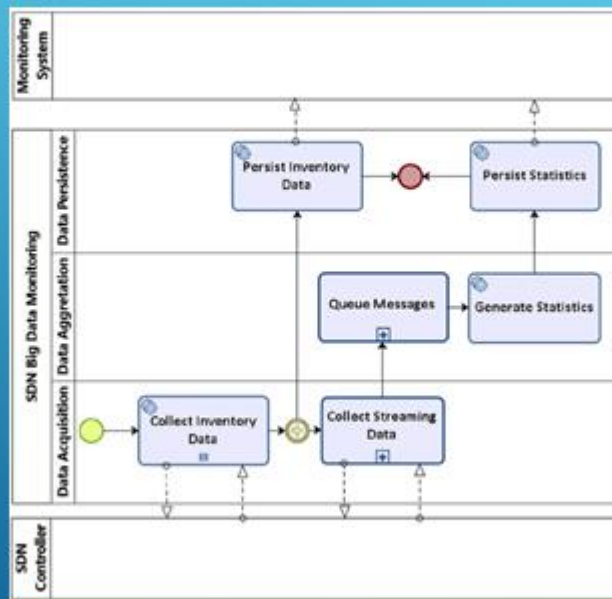 Monitoring
System
SDN Big Data Monitoring
Data Persistence
Persist Inventory
Data
Persist Statistics
Data Aggretation
Queue Messages
Generate Statistics
Data Acquisition
Collect Inventory
Data
Collect Streaming
Data
SDN
Controller